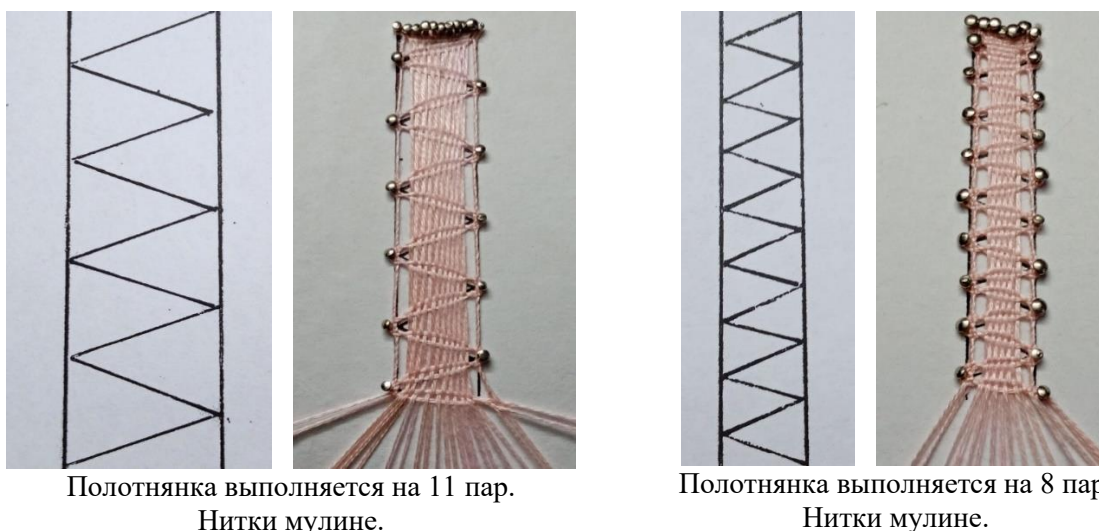 Полотнянка выполняется на 11 пар.
Нитки мулине.
Полотнянка выполняется на 8 пар
Нитки мулине.